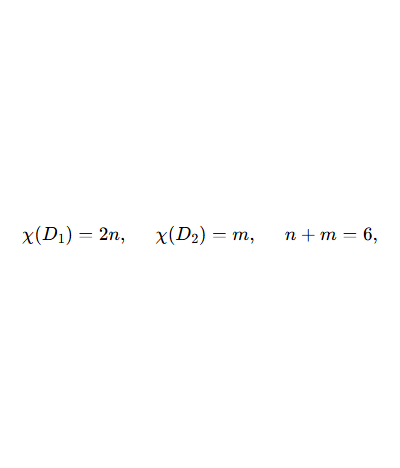 χ(D₁) = 2n, χ(D₂) = m, n + m = 6,